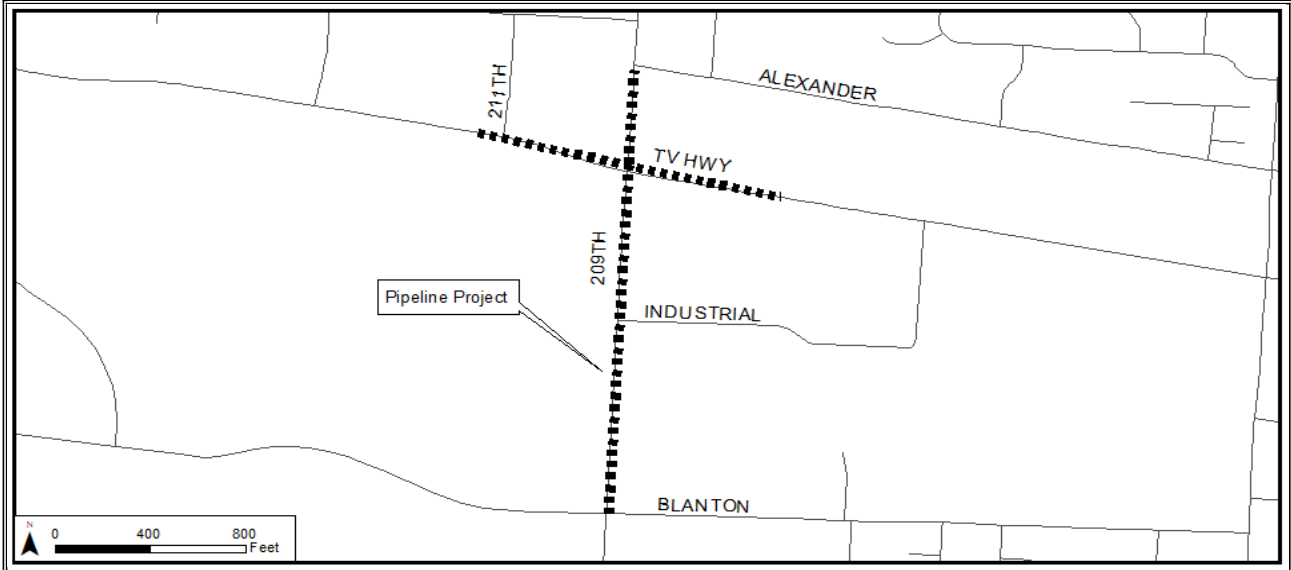 ALEXANDER
211TH
TV HWY
209TH
Pipeline Project
INDUSTRIAL
BLANTON
N
0 400 800
Feet